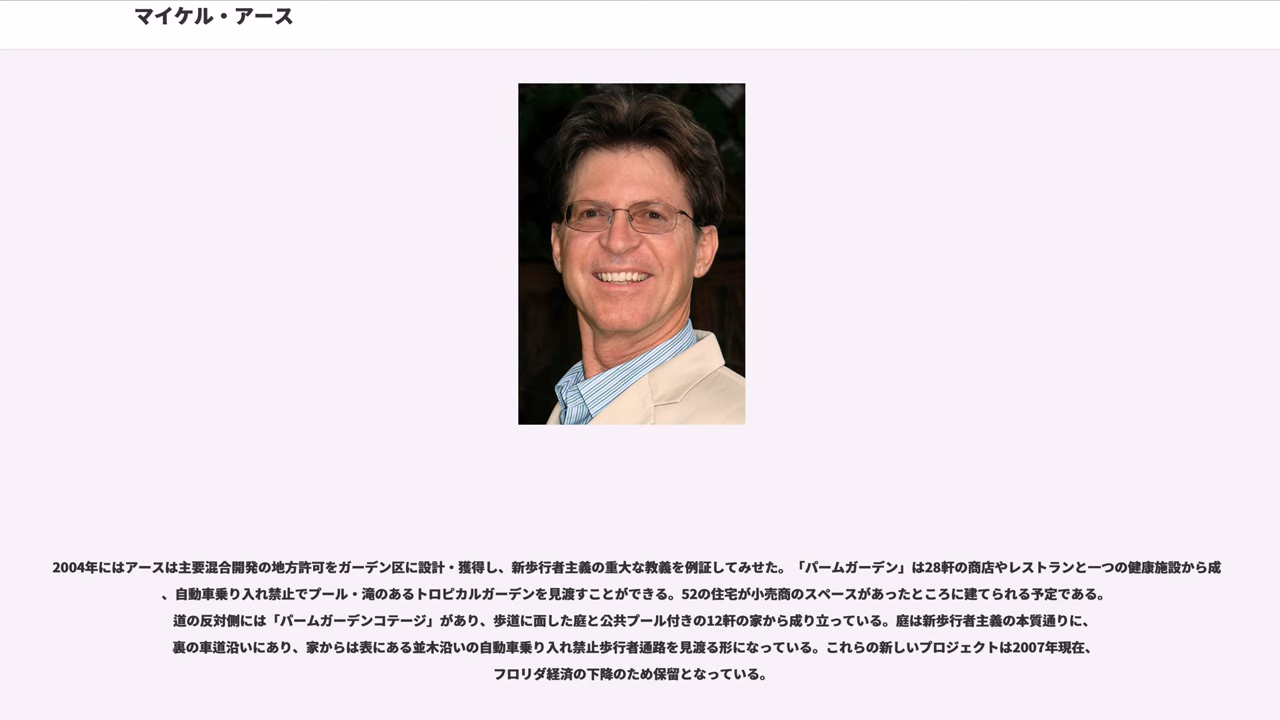 マイケル・アース
2004年にはアースは主要混合開発の地方許可をガーデン区に設計・獲得し、新歩行者主義の重大な教義を例証してみせた。「パームガーデン」は28軒の商店やレストランと一つの健康施設から成
、自動車乗り入れ禁止でプール・滝のあるトロピカルガーデンを見渡すことができる。52の住宅が小売商のスペースがあったところに建てられる予定である。
道の反対側には「パームガーデンコテージ」があり、歩道に面した庭と公共プール付きの12軒の家から成り立っている。庭は新歩行者主義の本質通りに、
裏の車道沿いにあり、家からは表にある並木沿いの自動車乗り入れ禁止歩行者通路を見渡る形になっている。これらの新しいプロジェクトは2007年現在、
フロリダ経済の下降のため保留となっている。